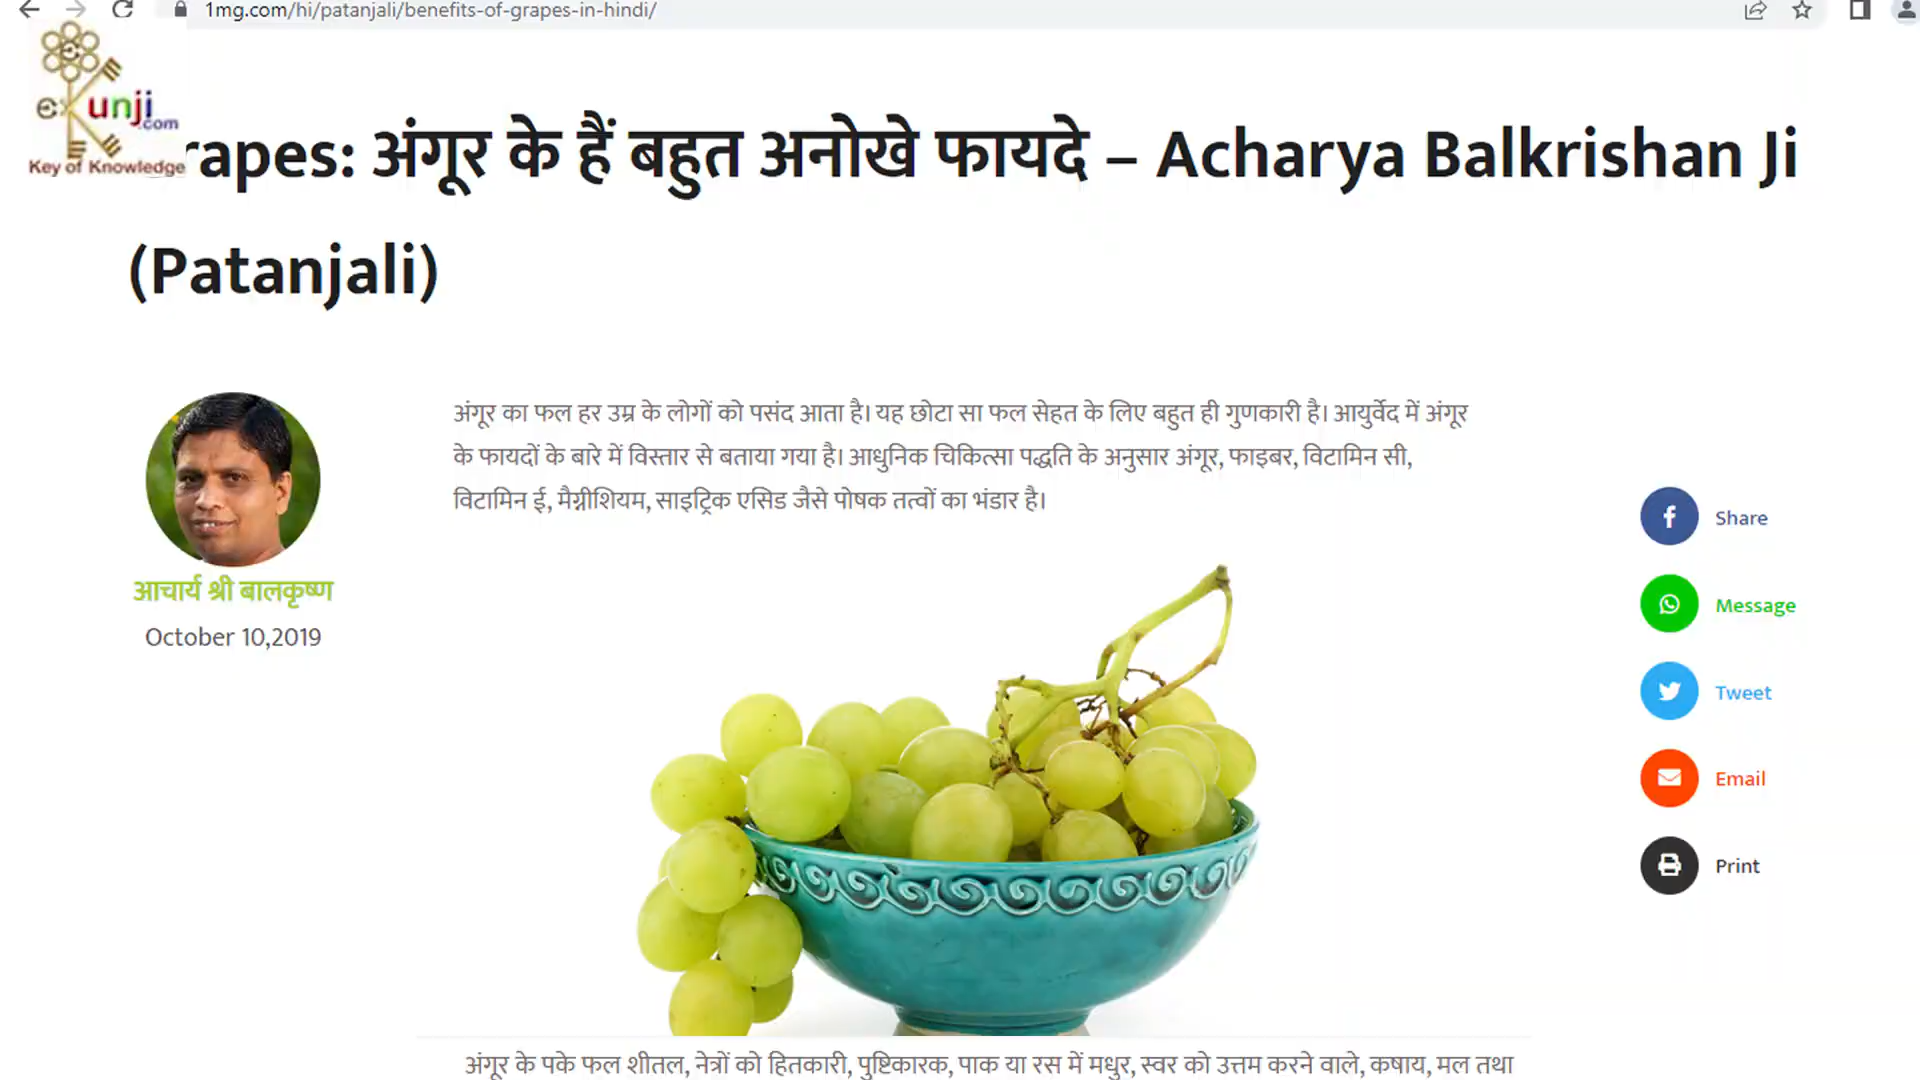 1mg.com/hi/patanjali/benefits-of-grapes-in-hindi/
eKunji
.com
Key of Knowledge
rapes: अंगूर के हैं बहुत अनोखे फायदे – Acharya Balkrishan Ji
(Patanjali)
आचार्य श्री बालकृष्ण
October 10,2019
अंगूर का फल हर उम्र के लोगों को पसंद आता है। यह छोटा सा फल सेहत के लिए बहुत ही गुणकारी है। आयुर्वेद में अंगूर
के फायदों के बारे में विस्तार से बताया गया है। आधुनिक चिकित्सा पद्धति के अनुसार अंगूर, फाइबर, विटामिन सी,
विटामिन ई, मैग्नीशियम, साइट्रिक एसिड जैसे पोषक तत्वों का भंडार है।
Share
Message
Tweet
Email
Print
अंगूर के पके फल शीतल, नेत्रों को हितकारी, पुष्टिकारक, पाक या रस में मधुर, स्वर को उत्तम करने वाले, कषाय, मल तथा